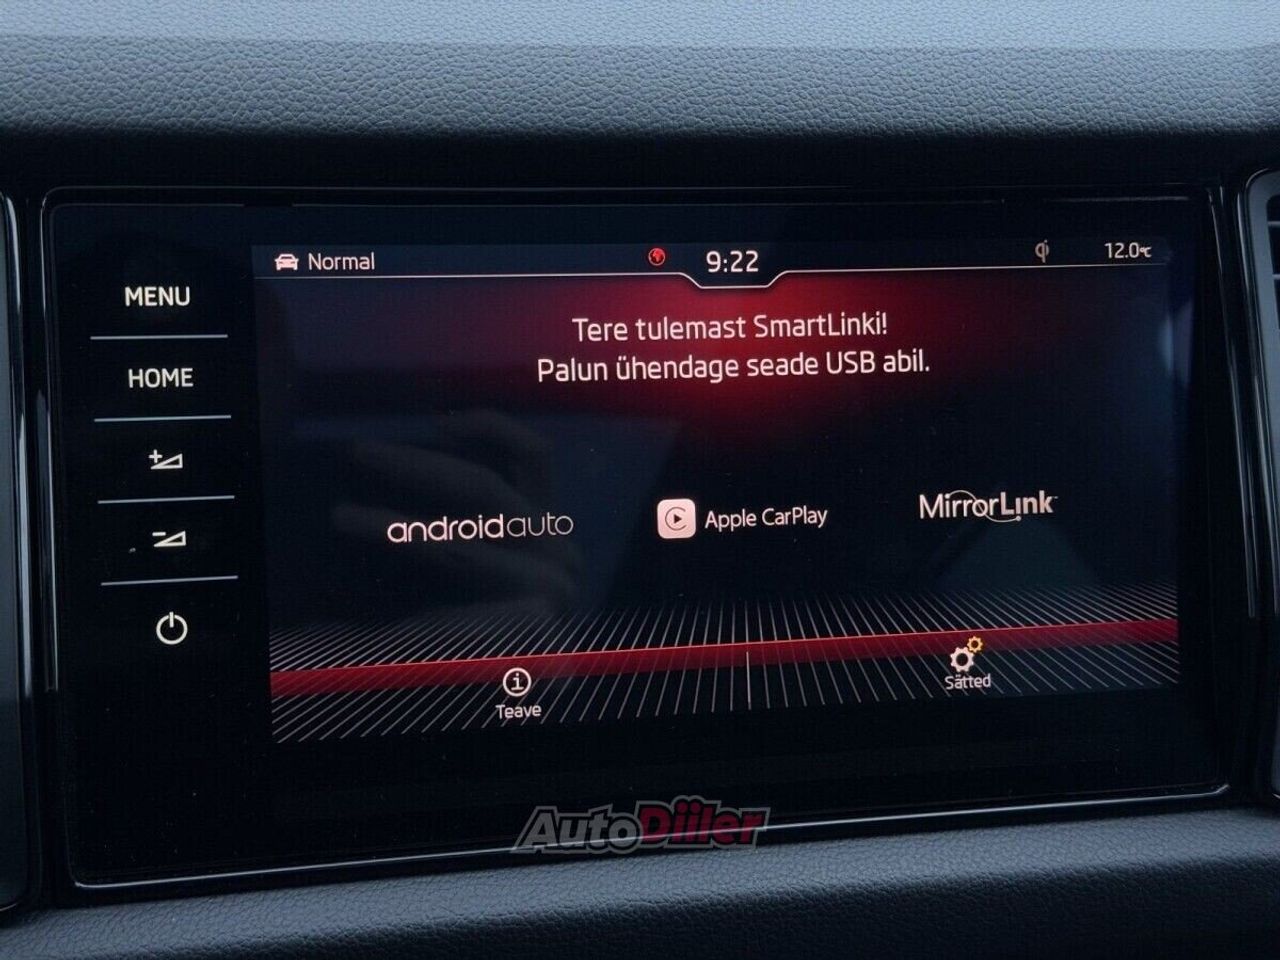 Normal
9:22
12.0°C
MENU
HOME
Tere tulemast SmartLinki!
Palun ühendage seade USB abil.
androidauto
Apple CarPlay
MirrorLink™
Teave
Sätted
AutoDiiler